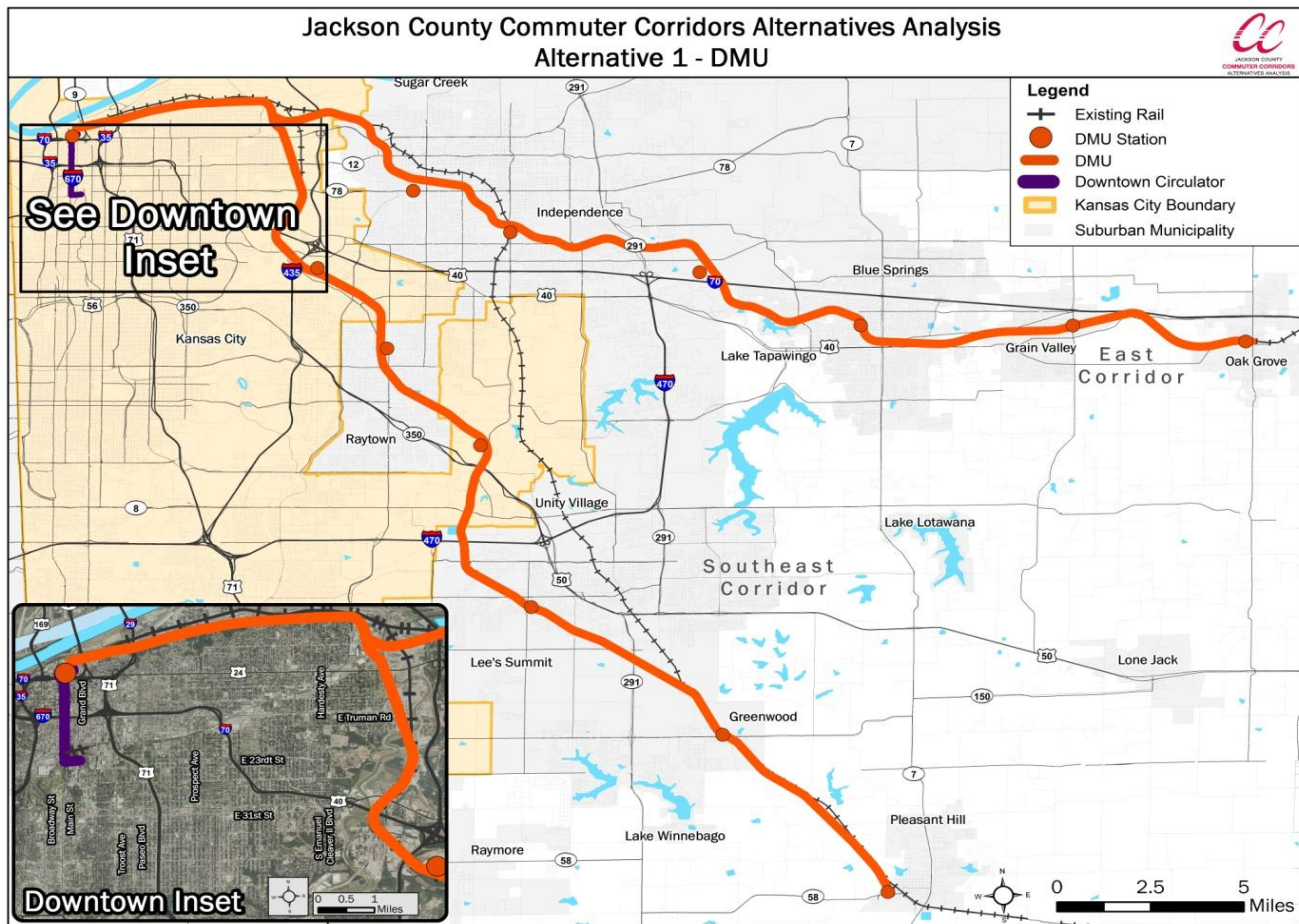 Jackson County Commuter Corridors Alternatives Analysis
Alternative 1 - DMU
CC
JACKSON COUNTY
COMMUTER CORRIDORS
ALTERNATIVES ANALYSIS
Legend
Existing Rail
DMU Station
DMU
Downtown Circulator
Kansas City Boundary
Suburban Municipality
Sugar Creek
9
291
7
70
35
35
12
78
78
670
See Downtown
Inset
71
Independence
291
435
40
70
Blue Springs
40
56
350
Kansas City
Lake Tapawingo
40
Grain Valley
East
Corridor
Oak Grove
470
Raytown
350
8
Unity Village
470
291
Lake Lotawana
Southeast
Corridor
71
50
Lee's Summit
50
Lone Jack
291
150
Greenwood
7
Pleasant Hill
Lake Winnebago
Raymore
58
58
N
W
E
S
0
2.5
5
Miles
169
29
70
71
24
35
Grand Blvd
Hardesty Ave
670
70
E Truman Rd
71
Prospect Ave
E 23rdt St
40
Broadway St
Main St
Troost Ave
Paseo Blvd
E 31st St
S Emanuel
Cleaver II Blvd
Downtown Inset
N
W
E
S
0
0.5
1
Miles